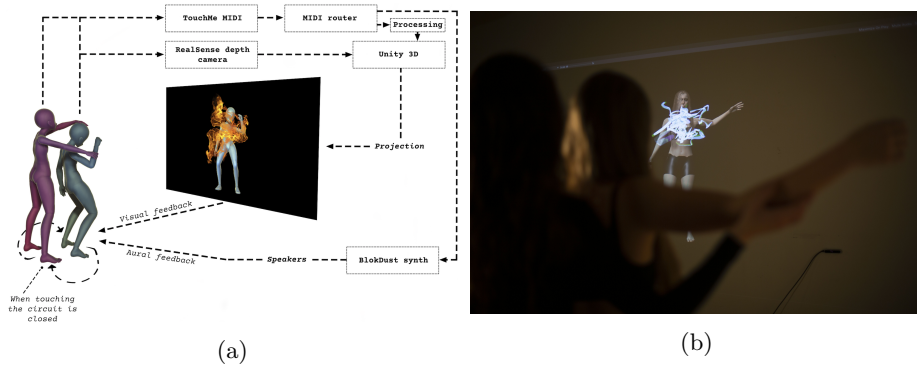 TouchMe MIDI
MIDI router
Processing
RealSense depth
camera
Unity 3D
Projection
Visual feedback
Aural feedback
Speakers
BlokDust synth
When touching
the circuit is
closed
(a)
(b)